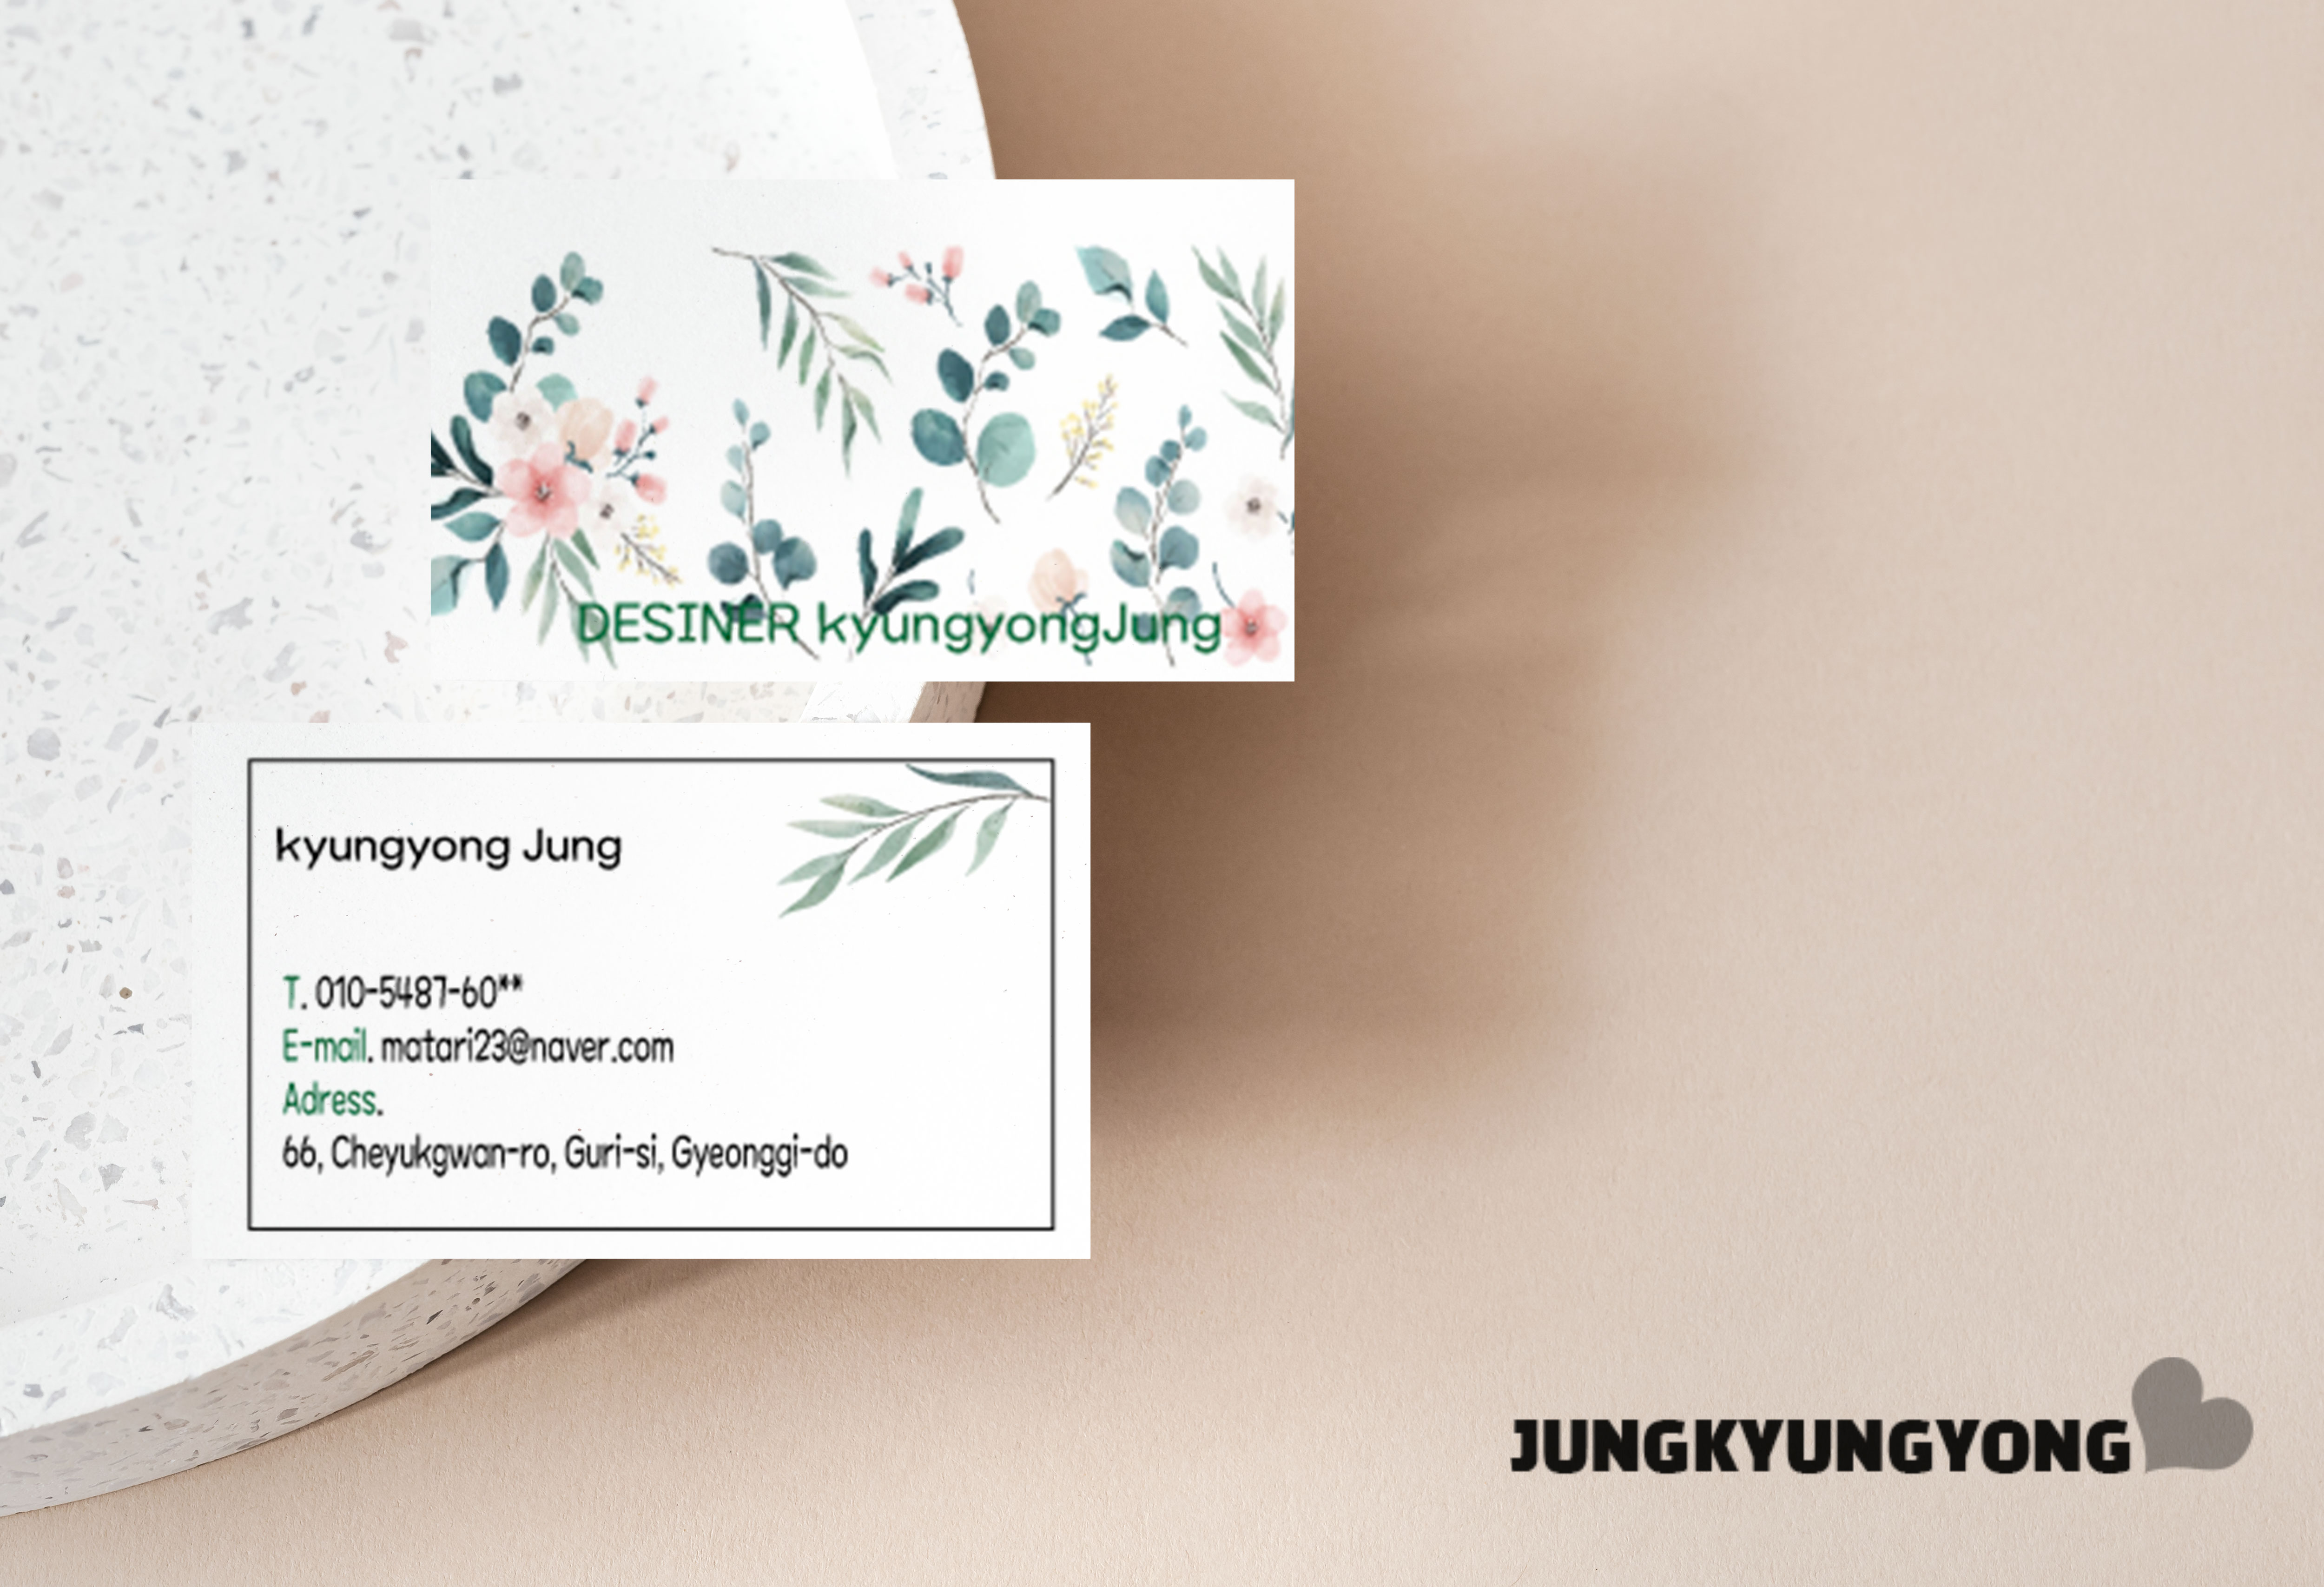 DESINER kyungyongJung
kyungyong Jung
T. 010-5487-60**
E-mail. matari23@naver.com
Adress.
66, Cheyukgwan-ro, Guri-si, Gyeonggi-do
JUNGKYUNGYONG